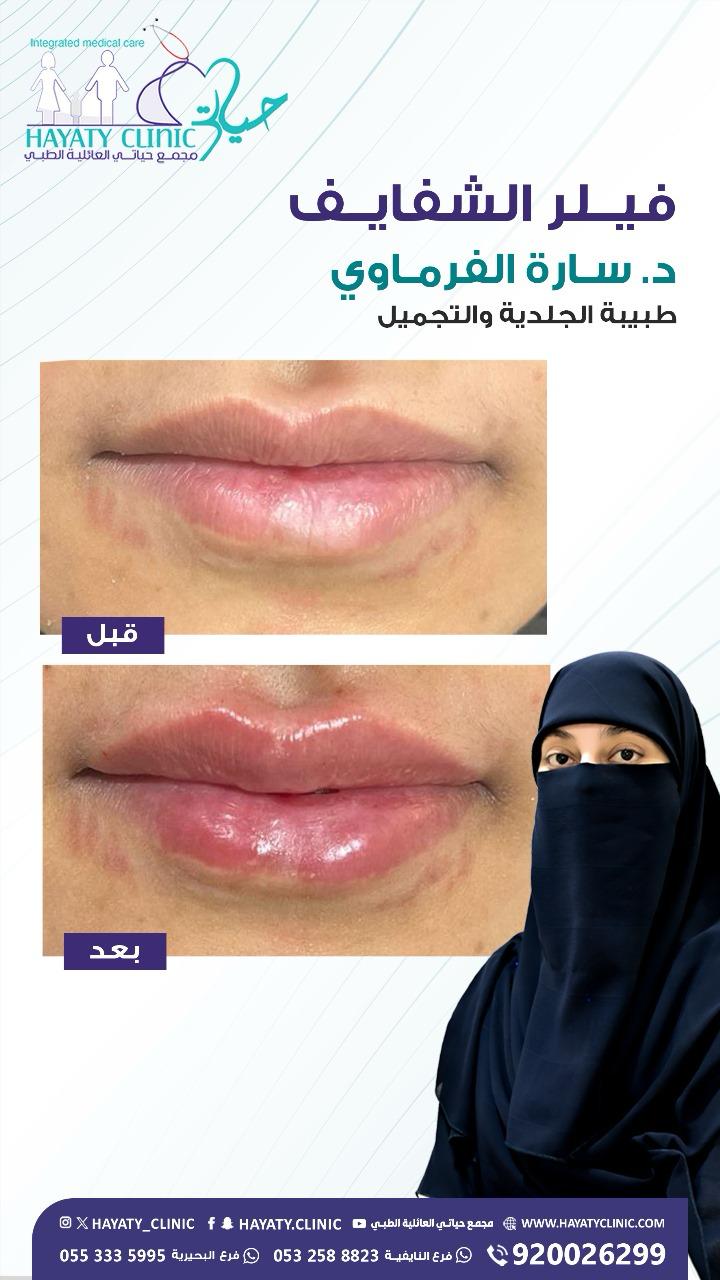 Integrated medical care
حياتي
HAYATY CLINIC
مجمع حياتي العائلية الطبي
فيلر الشفايف
د. سارة الفرماوي
طبيبة الجلدية والتجميل
قبل
بعد
HAYATY_CLINIC HAYATY.CLINIC مجمع حياتي العائلية الطبي WWW.HAYATYCLINIC.COM
055 333 5995 فرع البحيرية 053 258 8823 فرع النايفية 920026299